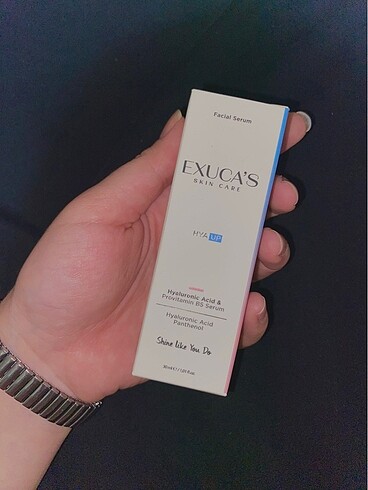 Facial Serum
EXUCA'S
SKIN CARE
HYA UP
Hyaluronic Acid &
Provitamin B5 Serum
Hyaluronic Acid
Panthenol
Shine Like You Do